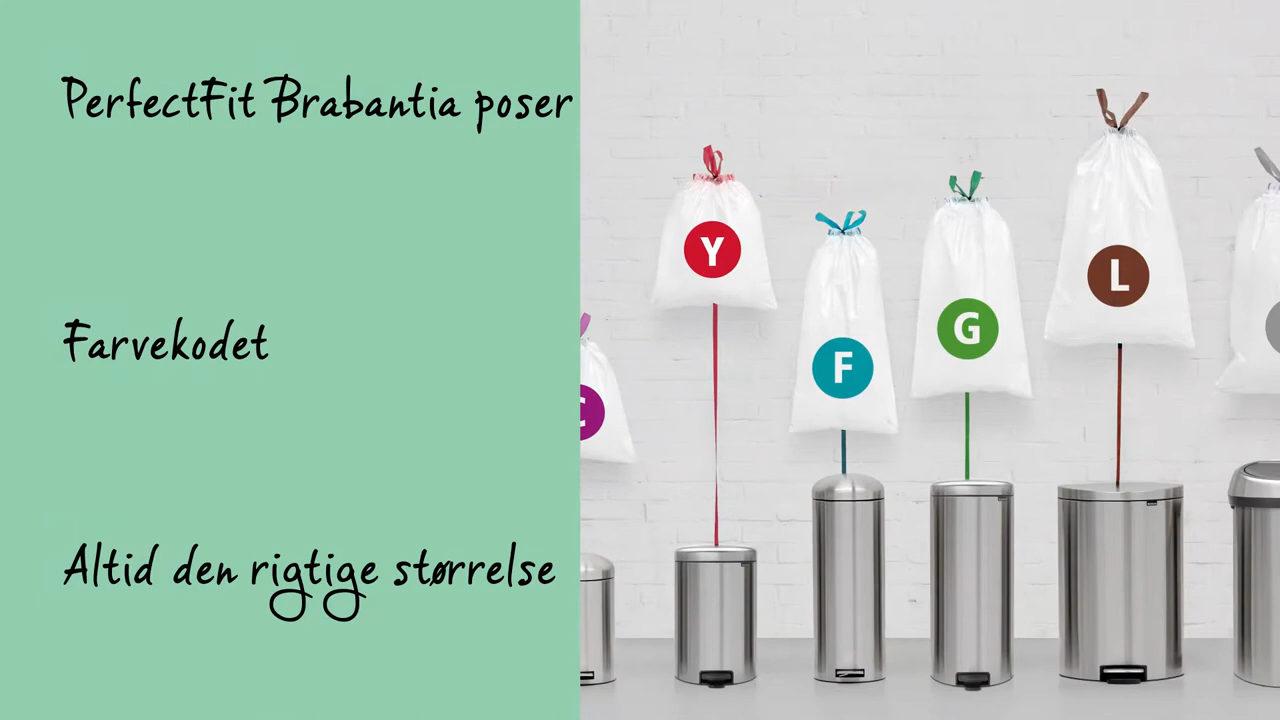 PerfectFit Brabantia poser
Farvekodet
Altid den rigtige størrelse
C
Y
F
G
L